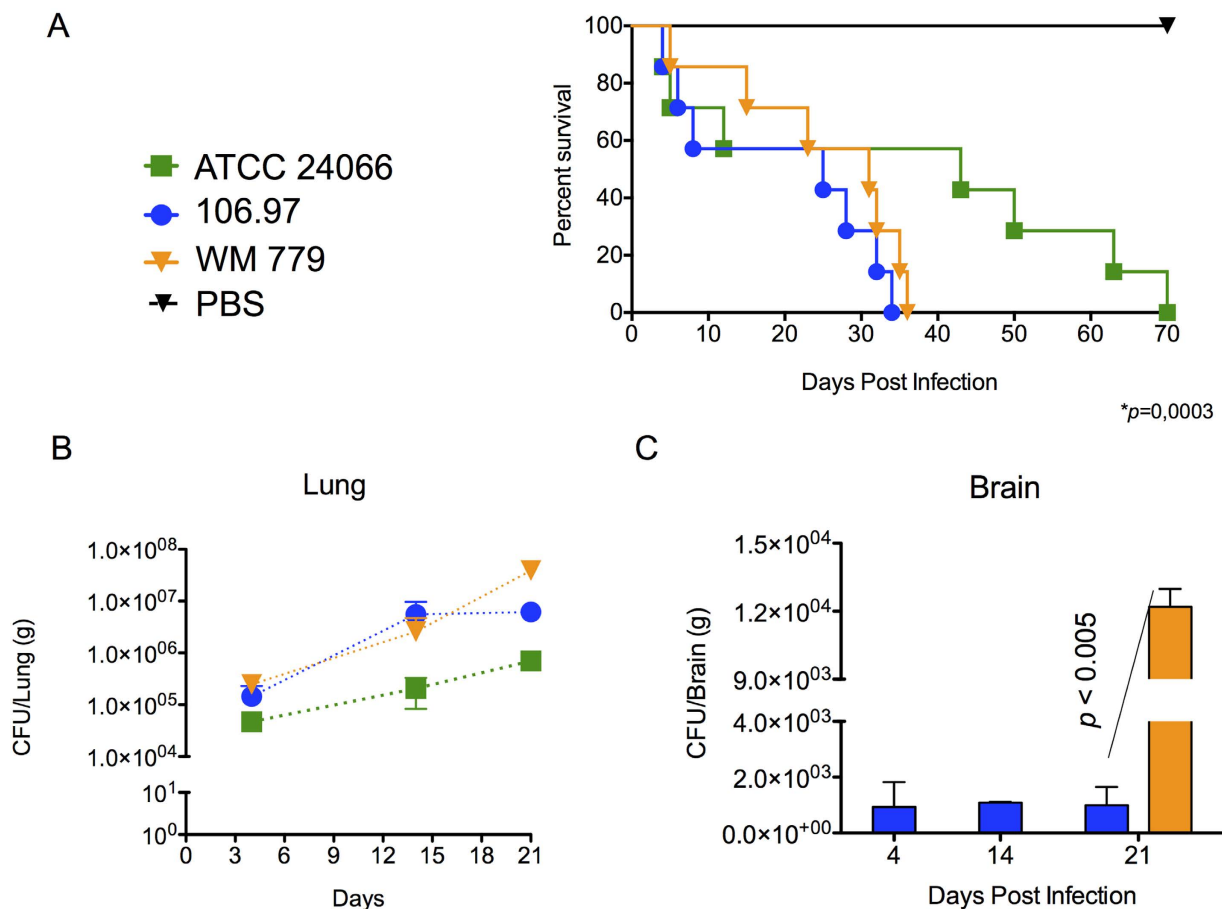 A
ATCC 24066
106.97
WM 779
PBS
Percent survival
100
80
60
40
20
0
0 10 20 30 40 50 60 70
Days Post Infection
*p=0,0003
B
Lung
CFU/Lung (g)
1.0×10⁰⁸
1.0×10⁰⁷
1.0×10⁰⁶
1.0×10⁰⁵
1.0×10⁰⁴
10¹
10⁰
0 3 6 9 12 15 18 21
Days
C
Brain
CFU/Brain (g)
1.5×10⁰⁴
1.2×10⁰⁴
9.0×10⁰³
4.0×10⁰³
2.0×10⁰³
0.0×10⁺⁰⁰
p < 0.005
4 14 21
Days Post Infection